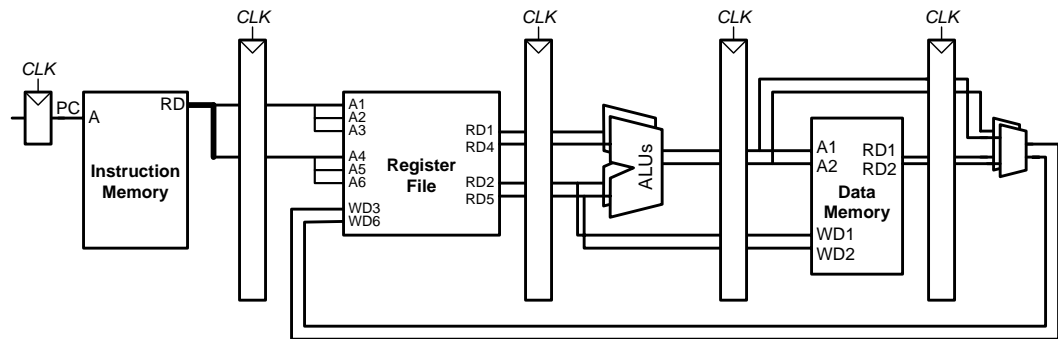 CLK
CLK
CLK
CLK
CLK
PC
A
RD
Instruction
Memory
A1
A2
A3
A4
A5
A6
WD3
WD6
Register
File
RD1
RD4
RD2
RD5
ALUs
A1
A2
RD1
RD2
Data
Memory
WD1
WD2